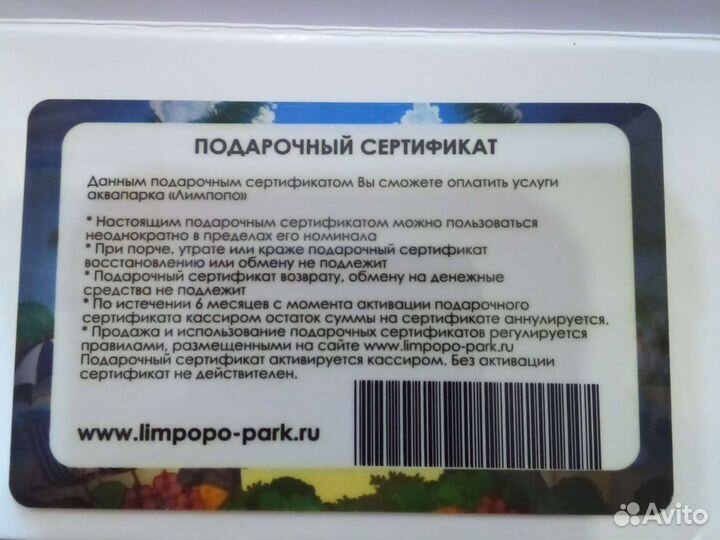 ПОДАРОЧНЫЙ СЕРТИФИКАТ
Данным подарочным сертификатом Вы сможете оплатить услуги
аквапарка «Лимпопо»
* Настоящим подарочным сертификатом можно пользоваться
неоднократно в пределах его номинала
* При порче, утрате или краже подарочный сертификат
восстановлению или обмену не подлежит
* Подарочный сертификат возврату, обмену на денежные
средства не подлежит
* По истечении 6 месяцев с момента активации подарочного
сертификата кассиром остаток суммы на сертификате аннулируется.
* Продажа и использование подарочных сертификатов регулируется
правилами, размещенными на сайте www.limpopo-park.ru
Подарочный сертификат активируется кассиром. Без активации
сертификат не действителен.
www.limpopo-park.ru
Avito